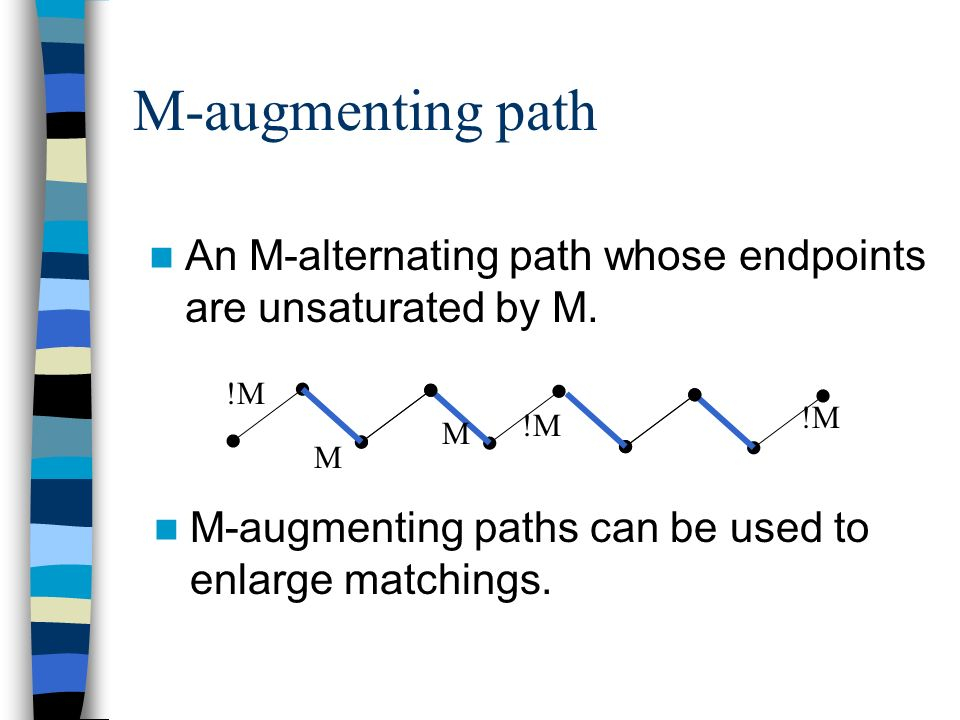 M-augmenting path
An M-alternating path whose endpoints
are unsaturated by M.
!M
M
M
!M
!M
M-augmenting paths can be used to
enlarge matchings.